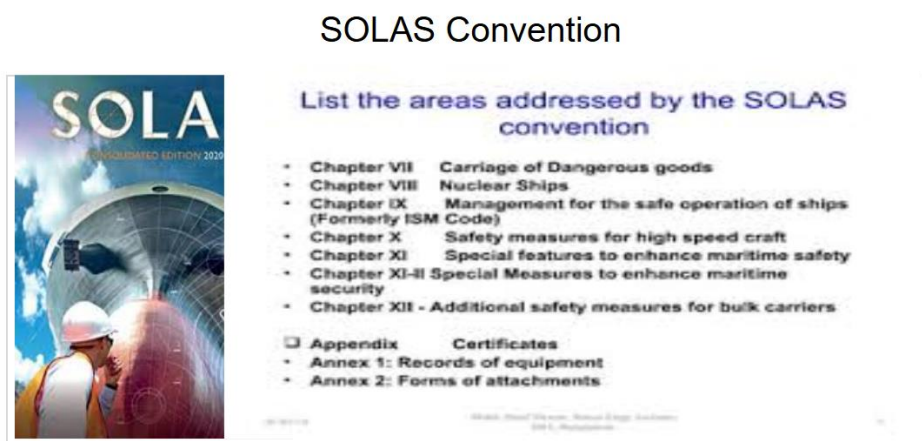 SOLAS Convention
SOLA
CONSOLIDATED EDITION 2020
List the areas addressed by the SOLAS
convention
• Chapter VII Carriage of Dangerous goods
• Chapter VIII Nuclear Ships
• Chapter IX Management for the safe operation of ships
(Formerly ISM Code)
• Chapter X Safety measures for high speed craft
• Chapter XI Special features to enhance maritime safety
• Chapter XI-II Special Measures to enhance maritime
security
• Chapter XII - Additional safety measures for bulk carriers
❑ Appendix Certificates
• Annex 1: Records of equipment
• Annex 2: Forms of attachments